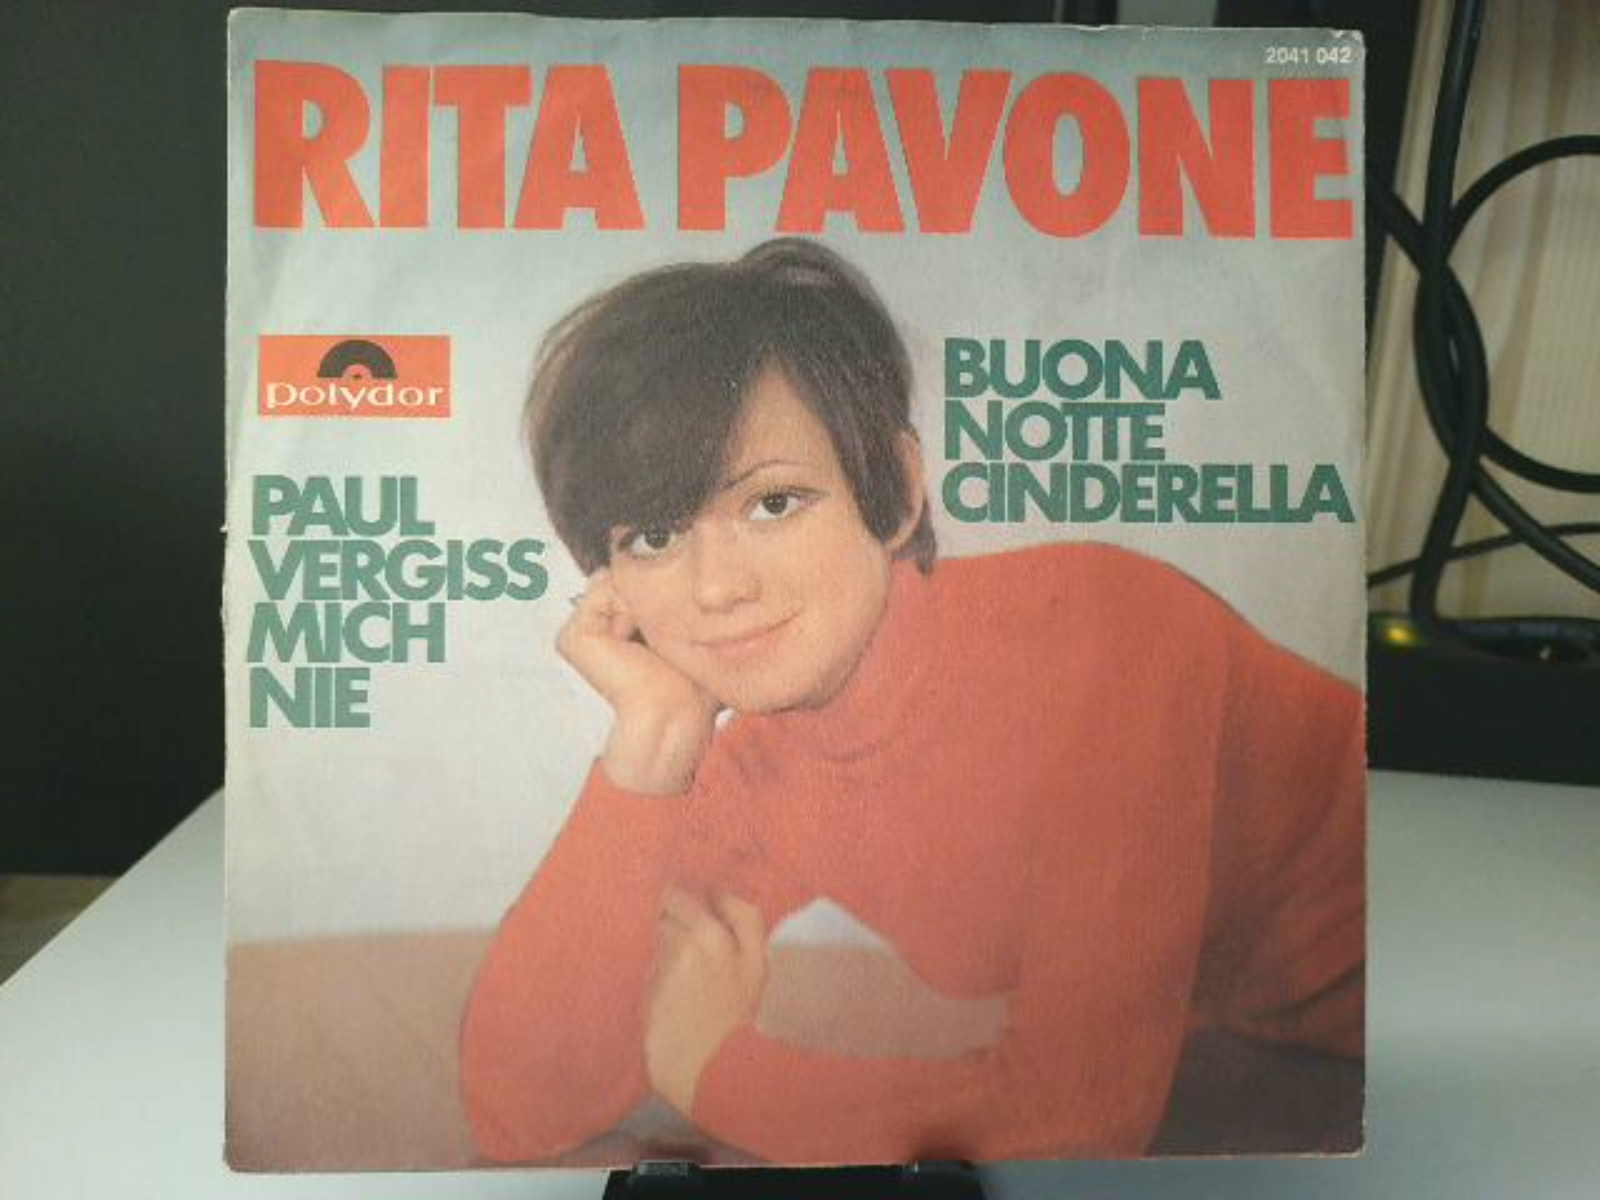 2041 042
RITA PAVONE
polydor
PAUL
VERGISS
MICH
NIE
BUONA
NOTTE
CINDERELLA